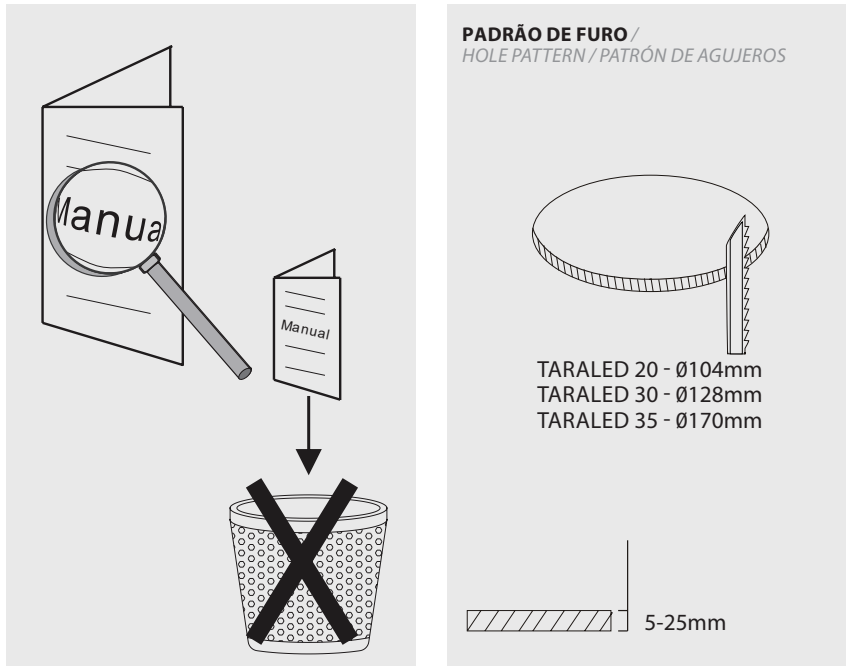 Manua
Manual
PADRÃO DE FURO /
HOLE PATTERN / PATRÓN DE AGUJEROS
TARALED 20 - Ø104mm
TARALED 30 - Ø128mm
TARALED 35 - Ø170mm
5-25mm